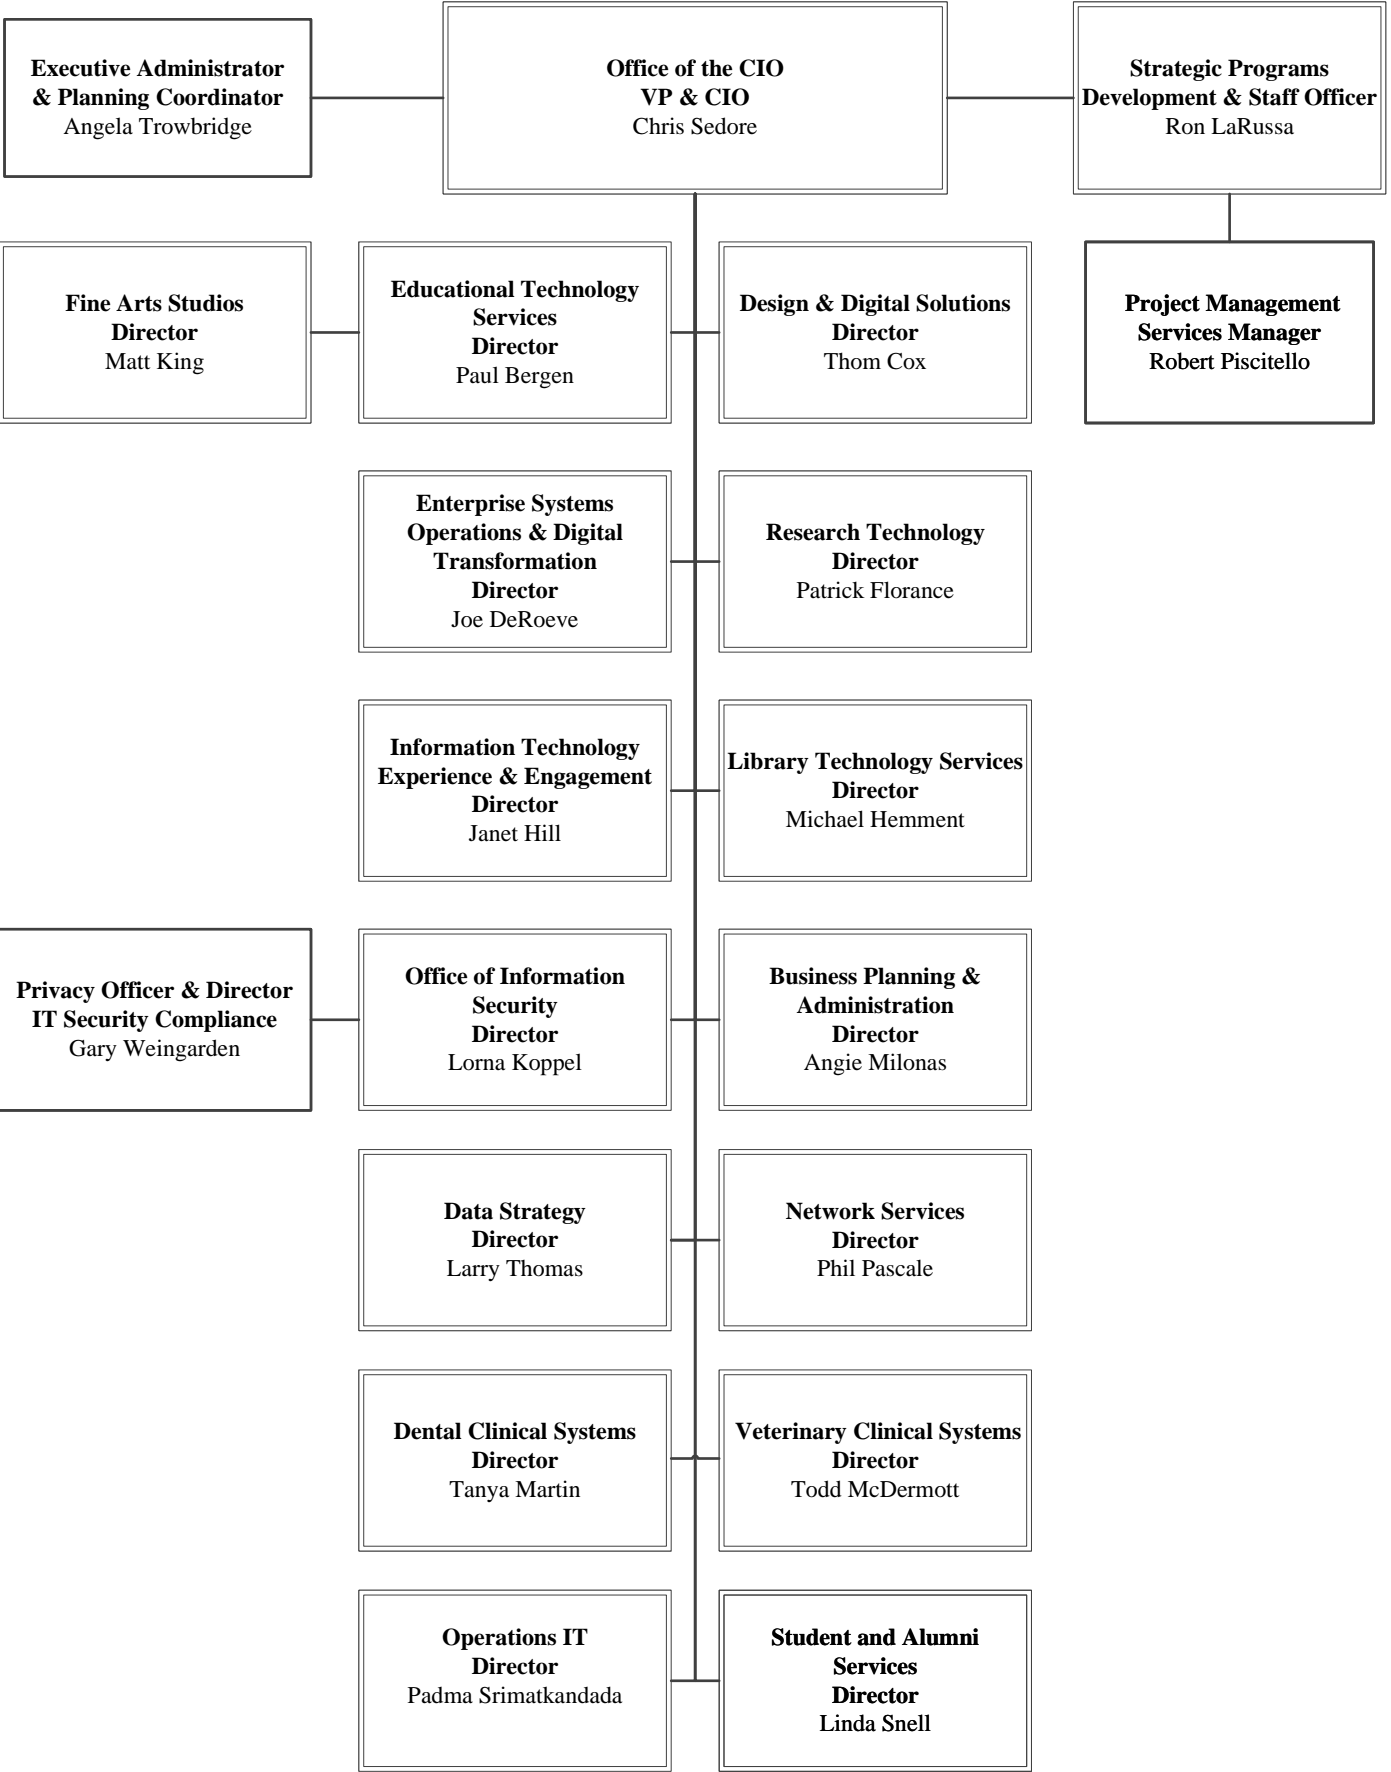 Executive Administrator
& Planning Coordinator
Angela Trowbridge
Office of the CIO
VP & CIO
Chris Sedore
Strategic Programs
Development & Staff Officer
Ron LaRussa
Fine Arts Studios
Director
Matt King
Educational Technology
Services
Director
Paul Bergen
Design & Digital Solutions
Director
Thom Cox
Project Management
Services Manager
Robert Piscitello
Enterprise Systems
Operations & Digital
Transformation
Director
Joe DeRoeve
Research Technology
Director
Patrick Florance
Information Technology
Experience & Engagement
Director
Janet Hill
Library Technology Services
Director
Michael Hemment
Privacy Officer & Director
IT Security Compliance
Gary Weingarden
Office of Information
Security
Director
Lorna Koppel
Business Planning &
Administration
Director
Angie Milonas
Data Strategy
Director
Larry Thomas
Network Services
Director
Phil Pascale
Dental Clinical Systems
Director
Tanya Martin
Veterinary Clinical Systems
Director
Todd McDermott
Operations IT
Director
Padma Srimatkandada
Student and Alumni
Services
Director
Linda Snell